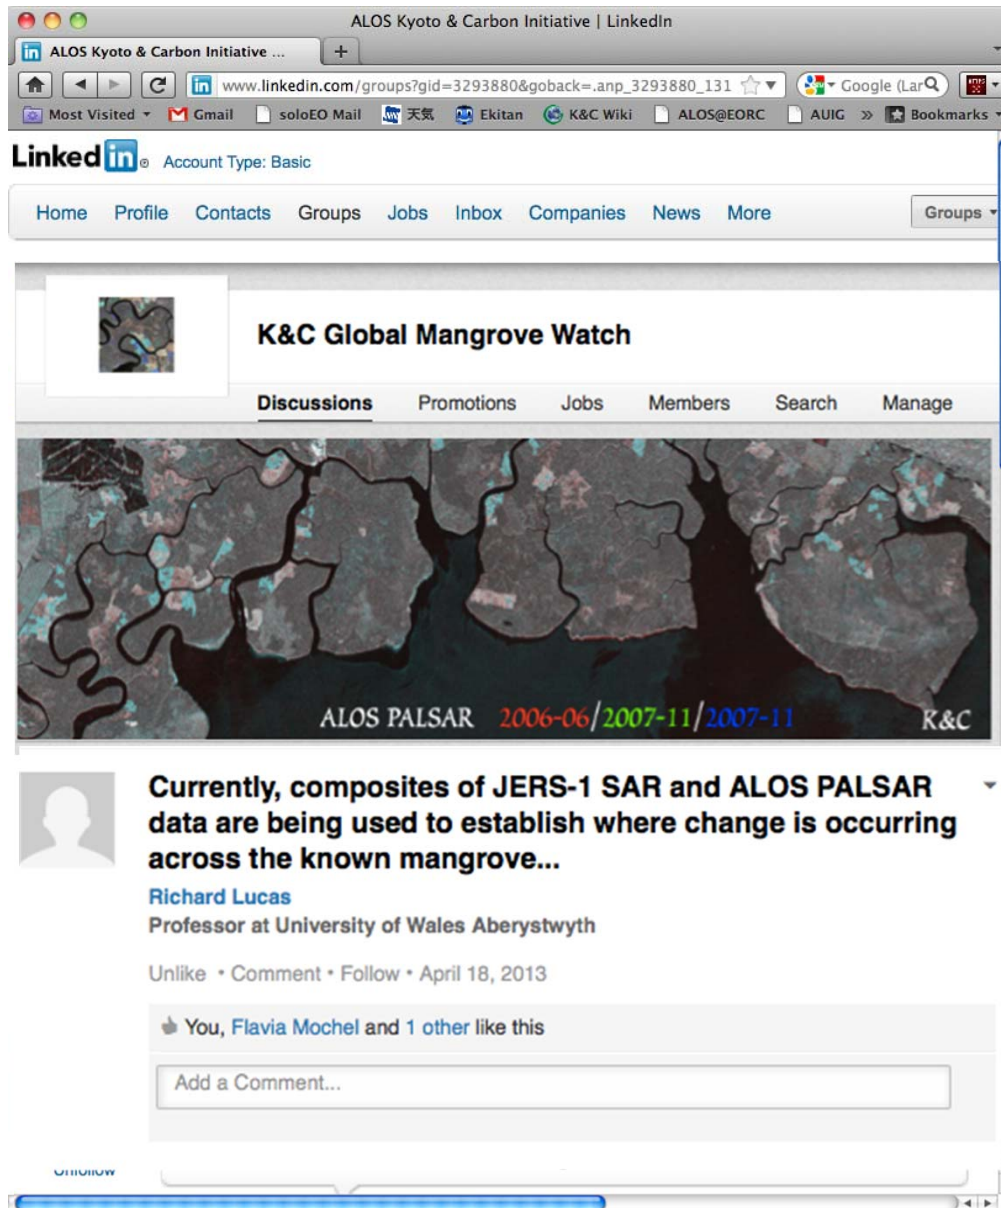 ALOS Kyoto & Carbon Initiative | LinkedIn
in ALOS Kyoto & Carbon Initiative ... +
www.linkedin.com/groups?gid=3293880&goback=.anp_3293880_131 Google (Lar
Most Visited Gmail soloEO Mail 天気 Ekitan K&C Wiki ALOS@EORC AUIG » Bookmarks
Linked in ® Account Type: Basic
Home Profile Contacts Groups Jobs Inbox Companies News More Groups
K&C Global Mangrove Watch
Discussions Promotions Jobs Members Search Manage
ALOS PALSAR 2006-06/2007-11/2007-11 K&C
Currently, composites of JERS-1 SAR and ALOS PALSAR
data are being used to establish where change is occurring
across the known mangrove...
Richard Lucas
Professor at University of Wales Aberystwyth
Unlike • Comment • Follow • April 18, 2013
You, Flavia Mochel and 1 other like this
Add a Comment...
Unfollow